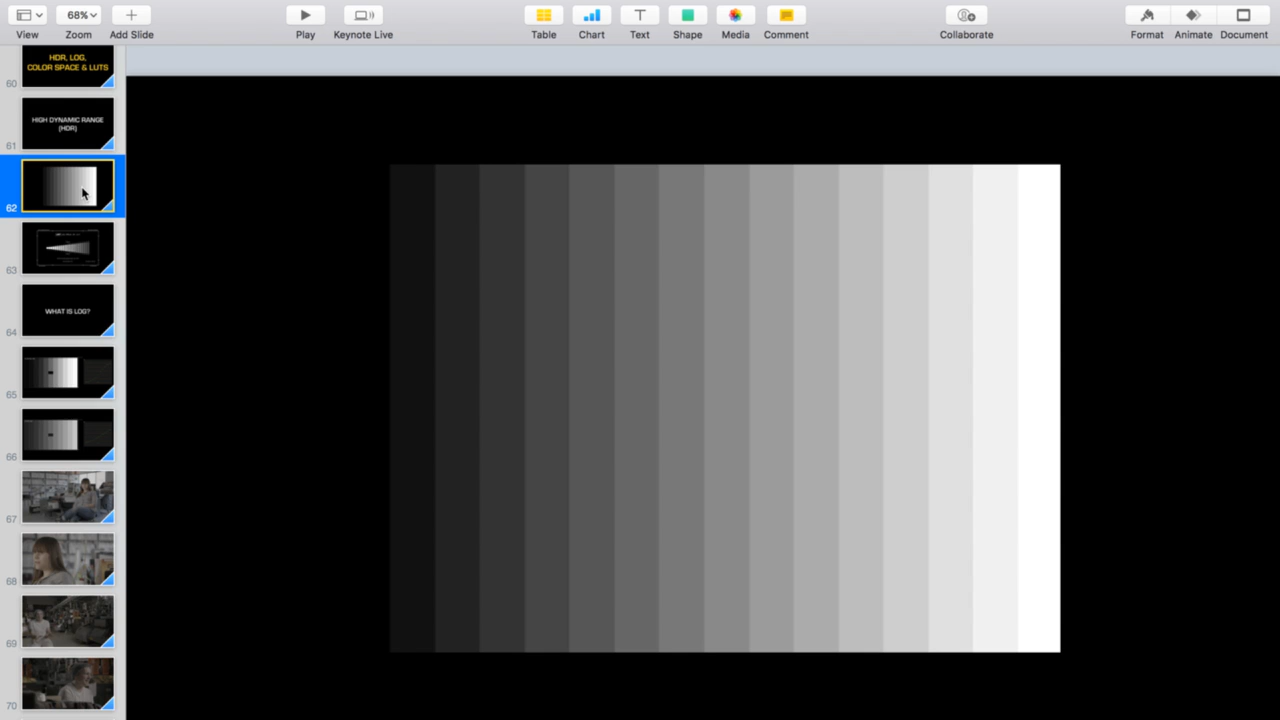 68%
View
Zoom
Add Slide
Play
Keynote Live
Table
Chart
Text
Shape
Media
Comment
Collaborate
Format
Animate
Document
HDR, LOG,
COLOR SPACE & LUTS
60
HIGH DYNAMIC RANGE
(HDR)
61
62
63
WHAT IS LOG?
64
65
66
67
68
69
70